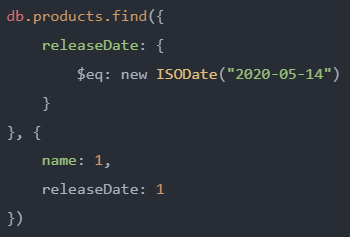 db.products.find({
    releaseDate: {
        $eq: new ISODate("2020-05-14")
    }
}, {
    name: 1,
    releaseDate: 1
})